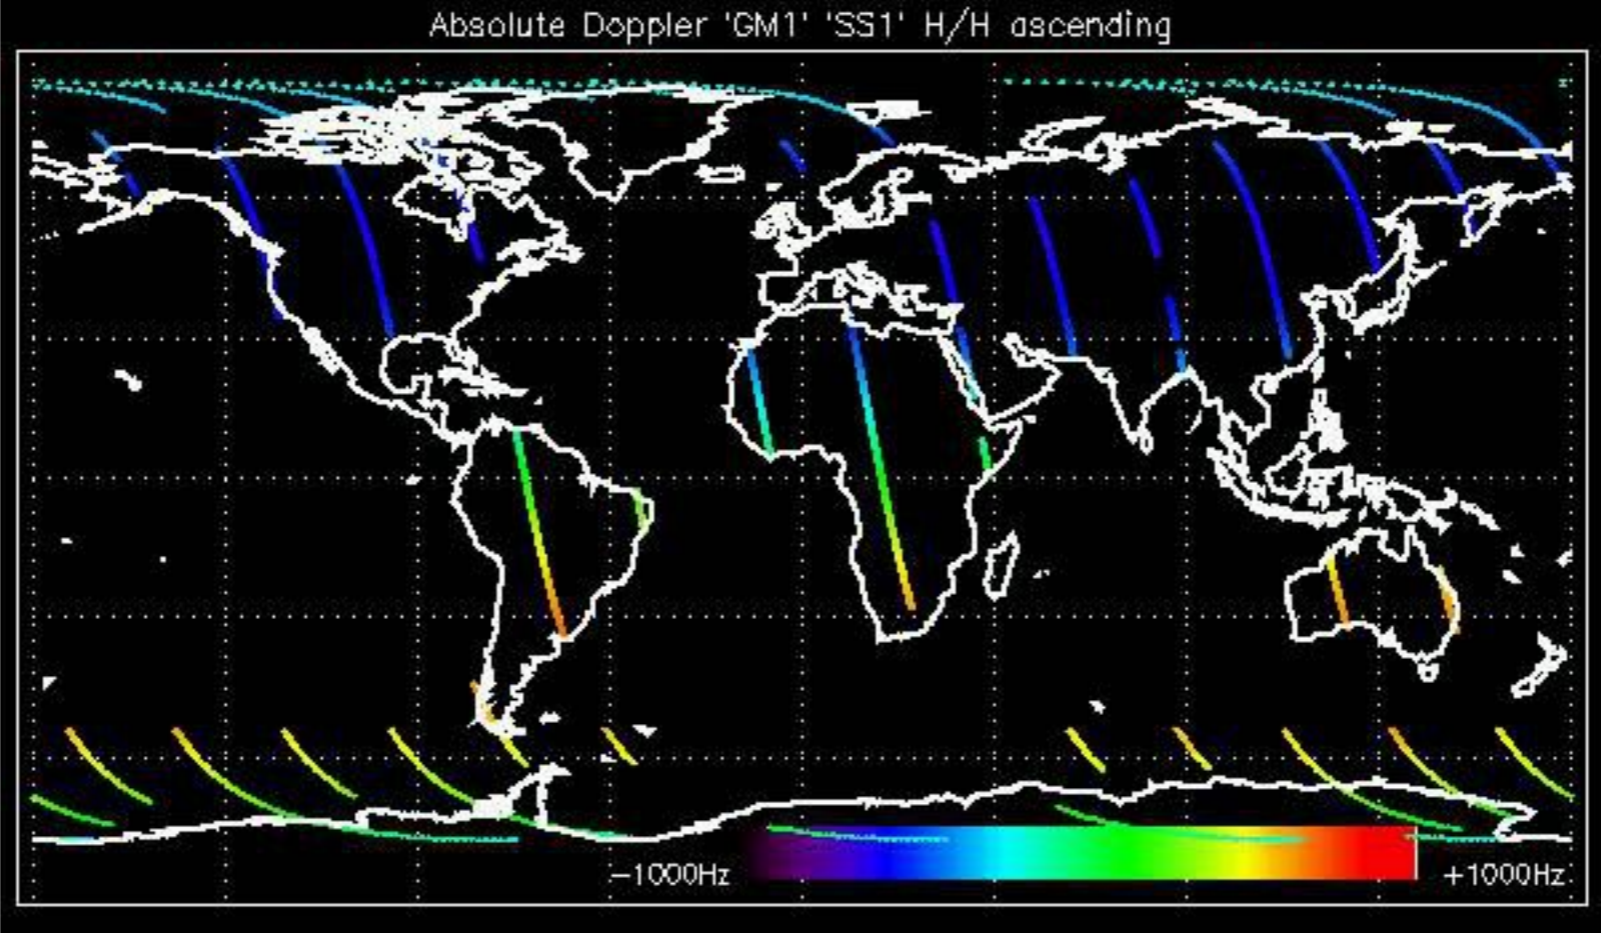 Absolute Doppler 'GM1' 'SS1' H/H ascending
−1000Hz
+1000Hz